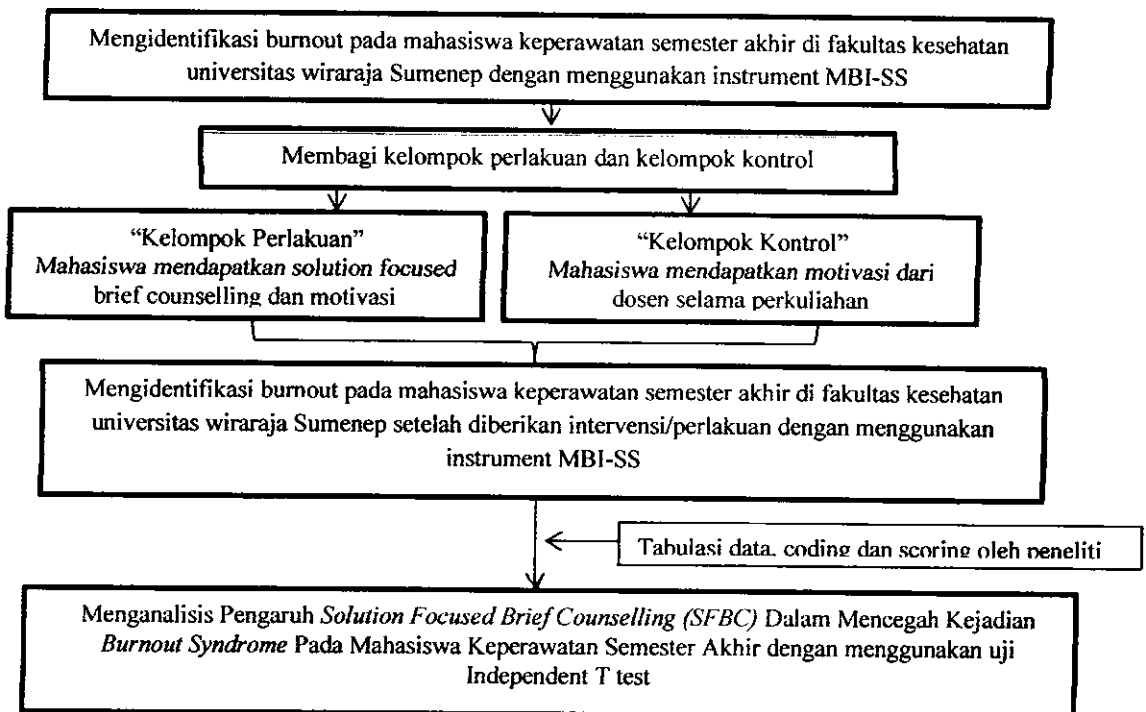 Mengidentifikasi burnout pada mahasiswa keperawatan semester akhir di fakultas kesehatan
universitas wiraraja Sumenep dengan menggunakan instrument MBI-SS
Membagi kelompok perlakuan dan kelompok kontrol
“Kelompok Perlakuan”
Mahasiswa mendapatkan solution focused
brief counselling dan motivasi
“Kelompok Kontrol”
Mahasiswa mendapatkan motivasi dari
dosen selama perkuliahan
Mengidentifikasi burnout pada mahasiswa keperawatan semester akhir di fakultas kesehatan
universitas wiraraja Sumenep setelah diberikan intervensi/perlakuan dengan menggunakan
instrument MBI-SS
Tabulasi data, coding dan scoring oleh peneliti
Menganalisis Pengaruh Solution Focused Brief Counselling (SFBC) Dalam Mencegah Kejadian
Burnout Syndrome Pada Mahasiswa Keperawatan Semester Akhir dengan menggunakan uji
Independent T test